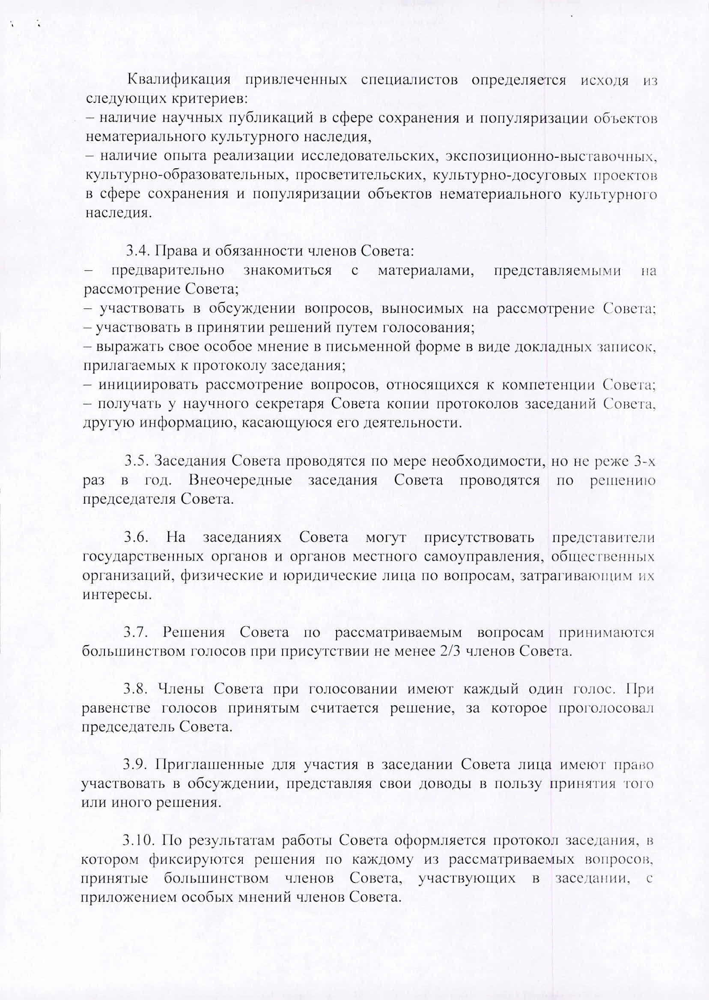 Квалификация привлеченных специалистов определяется исходя из
следующих критериев:
– наличие научных публикаций в сфере сохранения и популяризации объектов
нематериального культурного наследия,
– наличие опыта реализации исследовательских, экспозиционно-выставочных,
культурно-образовательных, просветительских, культурно-досуговых проектов
в сфере сохранения и популяризации объектов нематериального культурного
наследия.
3.4. Права и обязанности членов Совета:
– предварительно знакомиться с материалами, представляемыми на
рассмотрение Совета;
– участвовать в обсуждении вопросов, выносимых на рассмотрение Совета;
– участвовать в принятии решений путем голосования;
– выражать свое особое мнение в письменной форме в виде докладных записок,
прилагаемых к протоколу заседания;
– инициировать рассмотрение вопросов, относящихся к компетенции Совета;
– получать у научного секретаря Совета копии протоколов заседаний Совета,
другую информацию, касающуюся его деятельности.
3.5. Заседания Совета проводятся по мере необходимости, но не реже 3-х
раз в год. Внеочередные заседания Совета проводятся по решению
председателя Совета.
3.6. На заседаниях Совета могут присутствовать представители
государственных органов и органов местного самоуправления, общественных
организаций, физические и юридические лица по вопросам, затрагивающим их
интересы.
3.7. Решения Совета по рассматриваемым вопросам принимаются
большинством голосов при присутствии не менее 2/3 членов Совета.
3.8. Члены Совета при голосовании имеют каждый один голос. При
равенстве голосов принятым считается решение, за которое проголосовал
председатель Совета.
3.9. Приглашенные для участия в заседании Совета лица имеют право
участвовать в обсуждении, представляя свои доводы в пользу принятия того
или иного решения.
3.10. По результатам работы Совета оформляется протокол заседания, в
котором фиксируются решения по каждому из рассматриваемых вопросов,
принятые большинством членов Совета, участвующих в заседании, с
приложением особых мнений членов Совета.